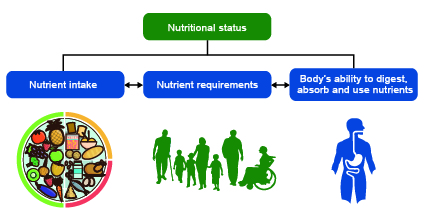 Nutritional status
Nutrient intake
Nutrient requirements
Body's ability to digest,
absorb and use nutrients